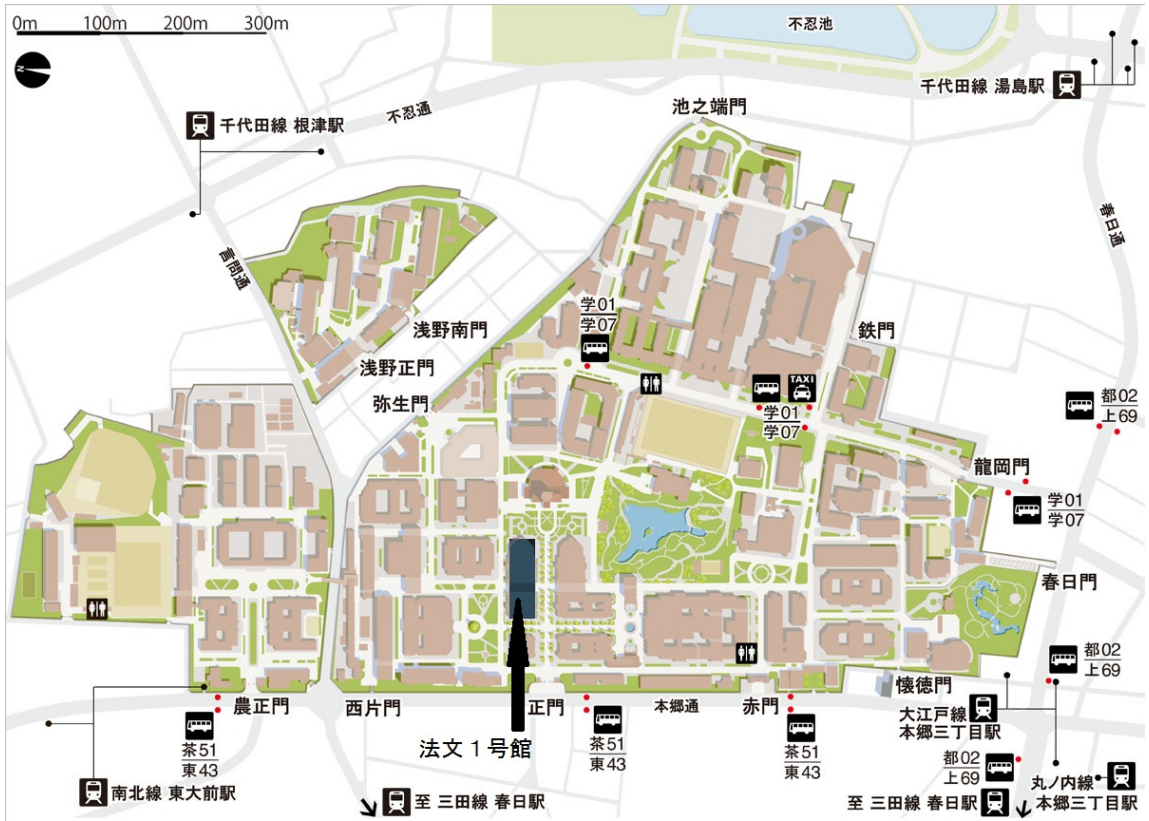 0m 100m 200m 300m
N
不忍池
千代田線 湯島駅
池之端門
不忍通
千代田線 根津駅
春日通
言問通
学01
学07
浅野南門
鉄門
浅野正門
TAXI
都02
上69
弥生門
学01
学07
龍岡門
学01
学07
春日門
都02
上69
懐徳門
農正門
西片門
正門
本郷通
赤門
大江戸線
本郷三丁目駅
茶51
東43
法文1号館
茶51
東43
茶51
東43
都02
上69
南北線 東大前駅
至 三田線 春日駅
至 三田線 春日駅
丸ノ内線
本郷三丁目駅